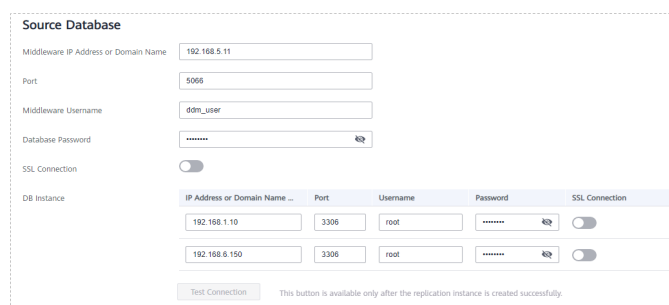 Source Database
Middleware IP Address or Domain Name 192.168.5.11
Port 5066
Middleware Username ddm_user
Database Password ••••••••
SSL Connection
DB Instance IP Address or Domain Name ... Port Username Password SSL Connection
192.168.1.10 3306 root ••••••••
192.168.6.150 3306 root ••••••••
Test Connection This button is available only after the replication instance is created successfully.